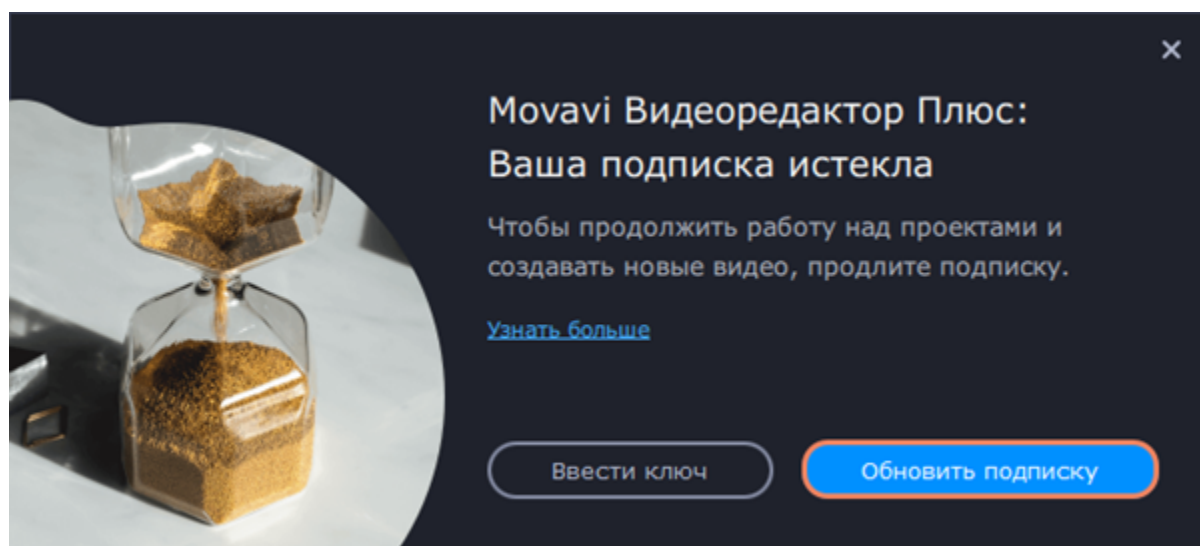 Movavi Видеоредактор Плюс:
Ваша подписка истекла
Чтобы продолжить работу над проектами и
создавать новые видео, продлите подписку.
Узнать больше
Ввести ключ
Обновить подписку